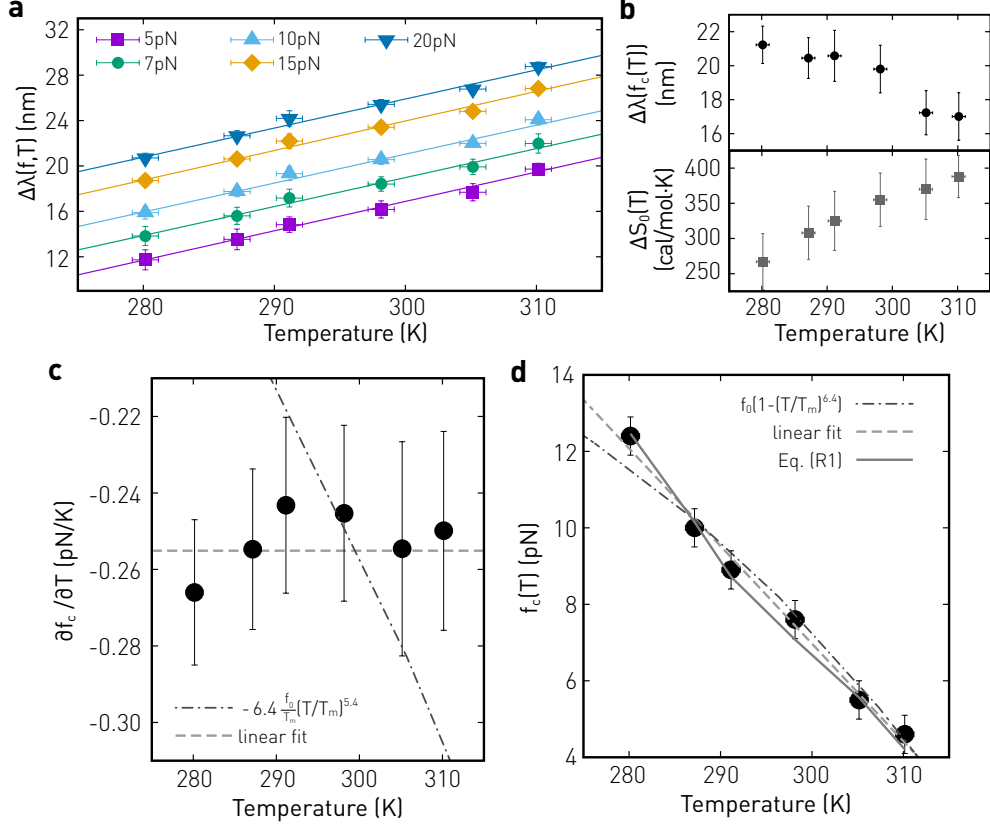 a
Δλ(f,T) (nm)
32
28
24
20
16
12
5pN
7pN
10pN
15pN
20pN
280
290
300
310
Temperature (K)
b
Δλ(f_c(T))
(nm)
22
20
18
16
ΔS_0(T)
(cal/mol·K)
400
350
300
250
280
290
300
310
Temperature (K)
c
∂f_c/∂T (pN/K)
-0.22
-0.24
-0.26
-0.28
-0.30
-6.4 f_0/T_m (T/T_m)^5.4
linear fit
280
290
300
310
Temperature (K)
d
f_c(T) (pN)
14
12
10
8
6
4
f_0(1-(T/T_m)^6.4)
linear fit
Eq. (R1)
280
290
300
310
Temperature (K)